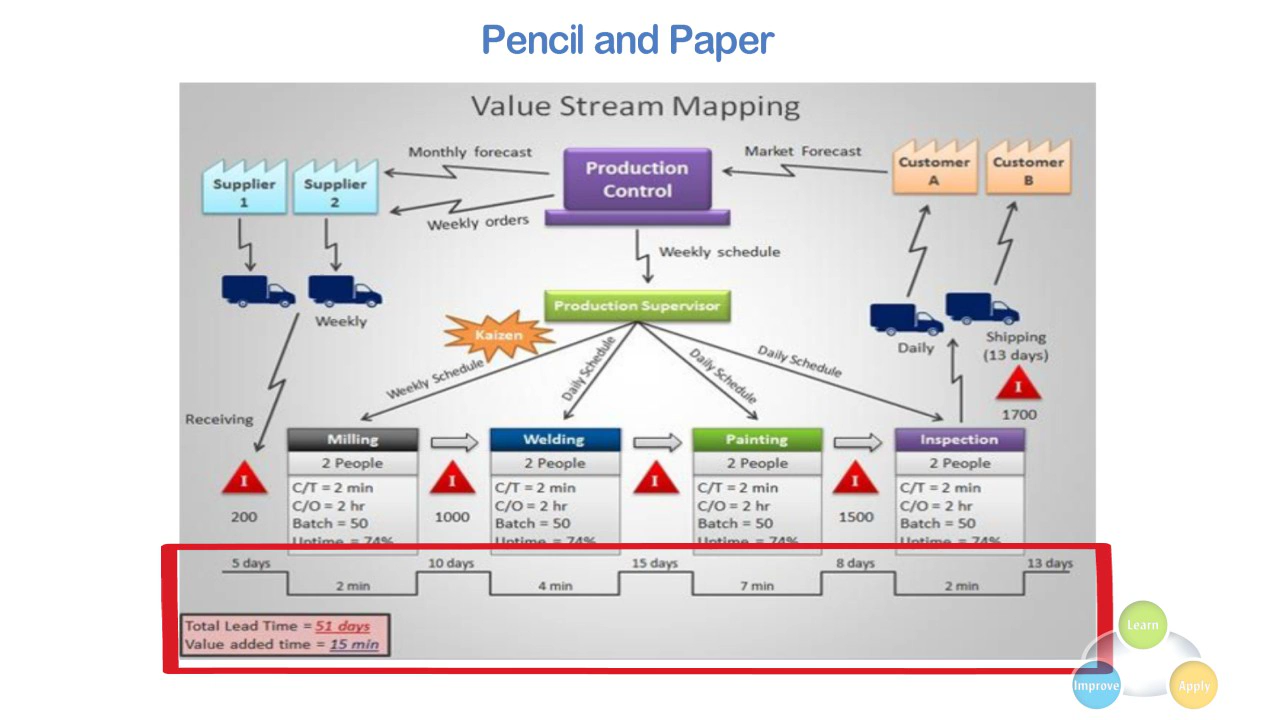 Pencil and Paper
Value Stream Mapping
Monthly forecast
Market Forecast
Supplier
1
Supplier
2
Production
Control
Customer
A
Customer
B
Weekly orders
Weekly schedule
Production Supervisor
Weekly
Kaizen
Daily
Shipping
(13 days)
I
1700
Weekly Schedule
Daily Schedule
Daily Schedule
Daily Schedule
Receiving
I
200
Milling
2 People
C/T = 2 min
C/O = 2 hr
Batch = 50
Uptime = 74%
I
1000
Welding
2 People
C/T = 2 min
C/O = 2 hr
Batch = 50
Uptime = 74%
I
Painting
2 People
C/T = 2 min
C/O = 2 hr
Batch = 50
Uptime = 74%
I
1500
Inspection
2 People
C/T = 2 min
C/O = 2 hr
Batch = 50
Uptime = 74%
5 days
10 days
15 days
8 days
13 days
2 min
4 min
7 min
2 min
Total Lead Time = 51 days
Value added time = 15 min
Learn
Improve
Apply